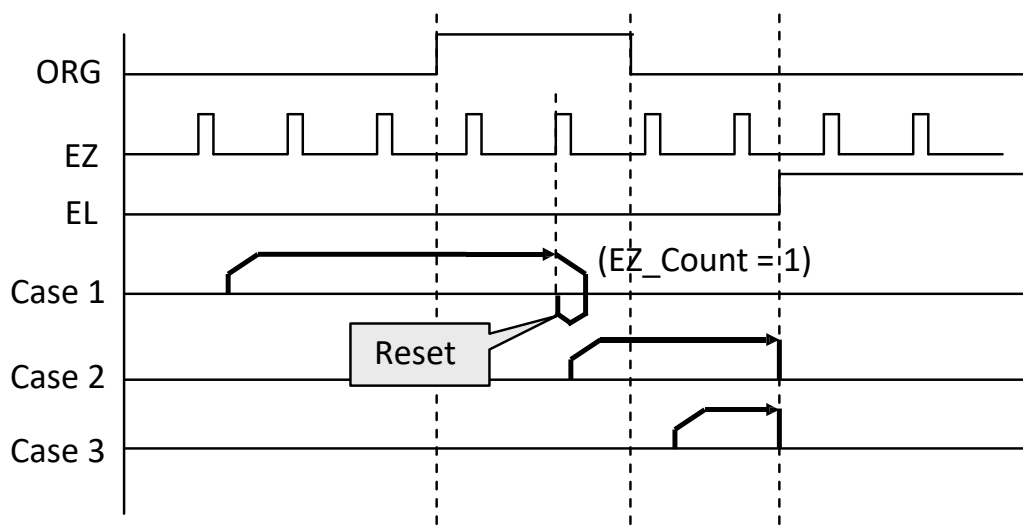 ORG
EZ
EL
(EZ_Count = 1)
Case 1
Reset
Case 2
Case 3